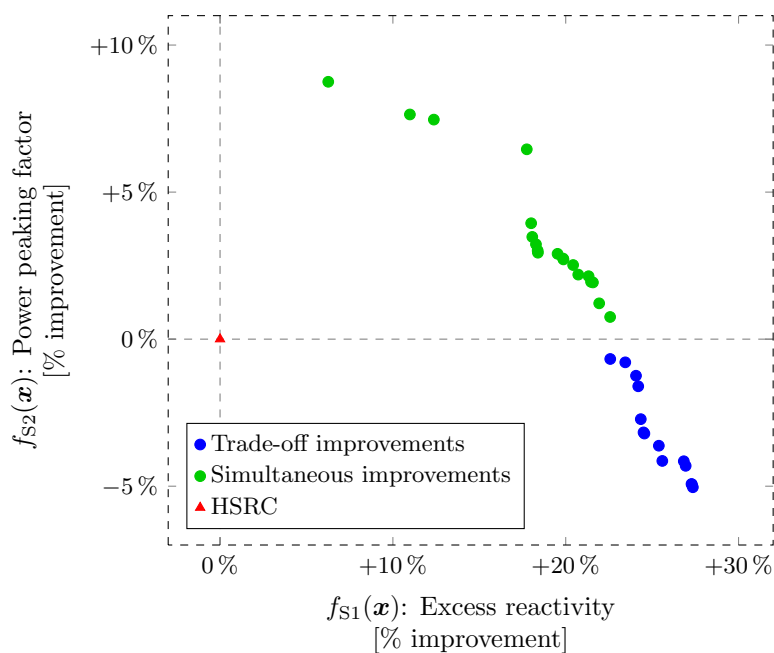 +10 %
+5 %
0 %
−5 %
f_S2(x): Power peaking factor
[% improvement]
Trade-off improvements
Simultaneous improvements
HSRC
0 %
+10 %
+20 %
+30 %
f_S1(x): Excess reactivity
[% improvement]